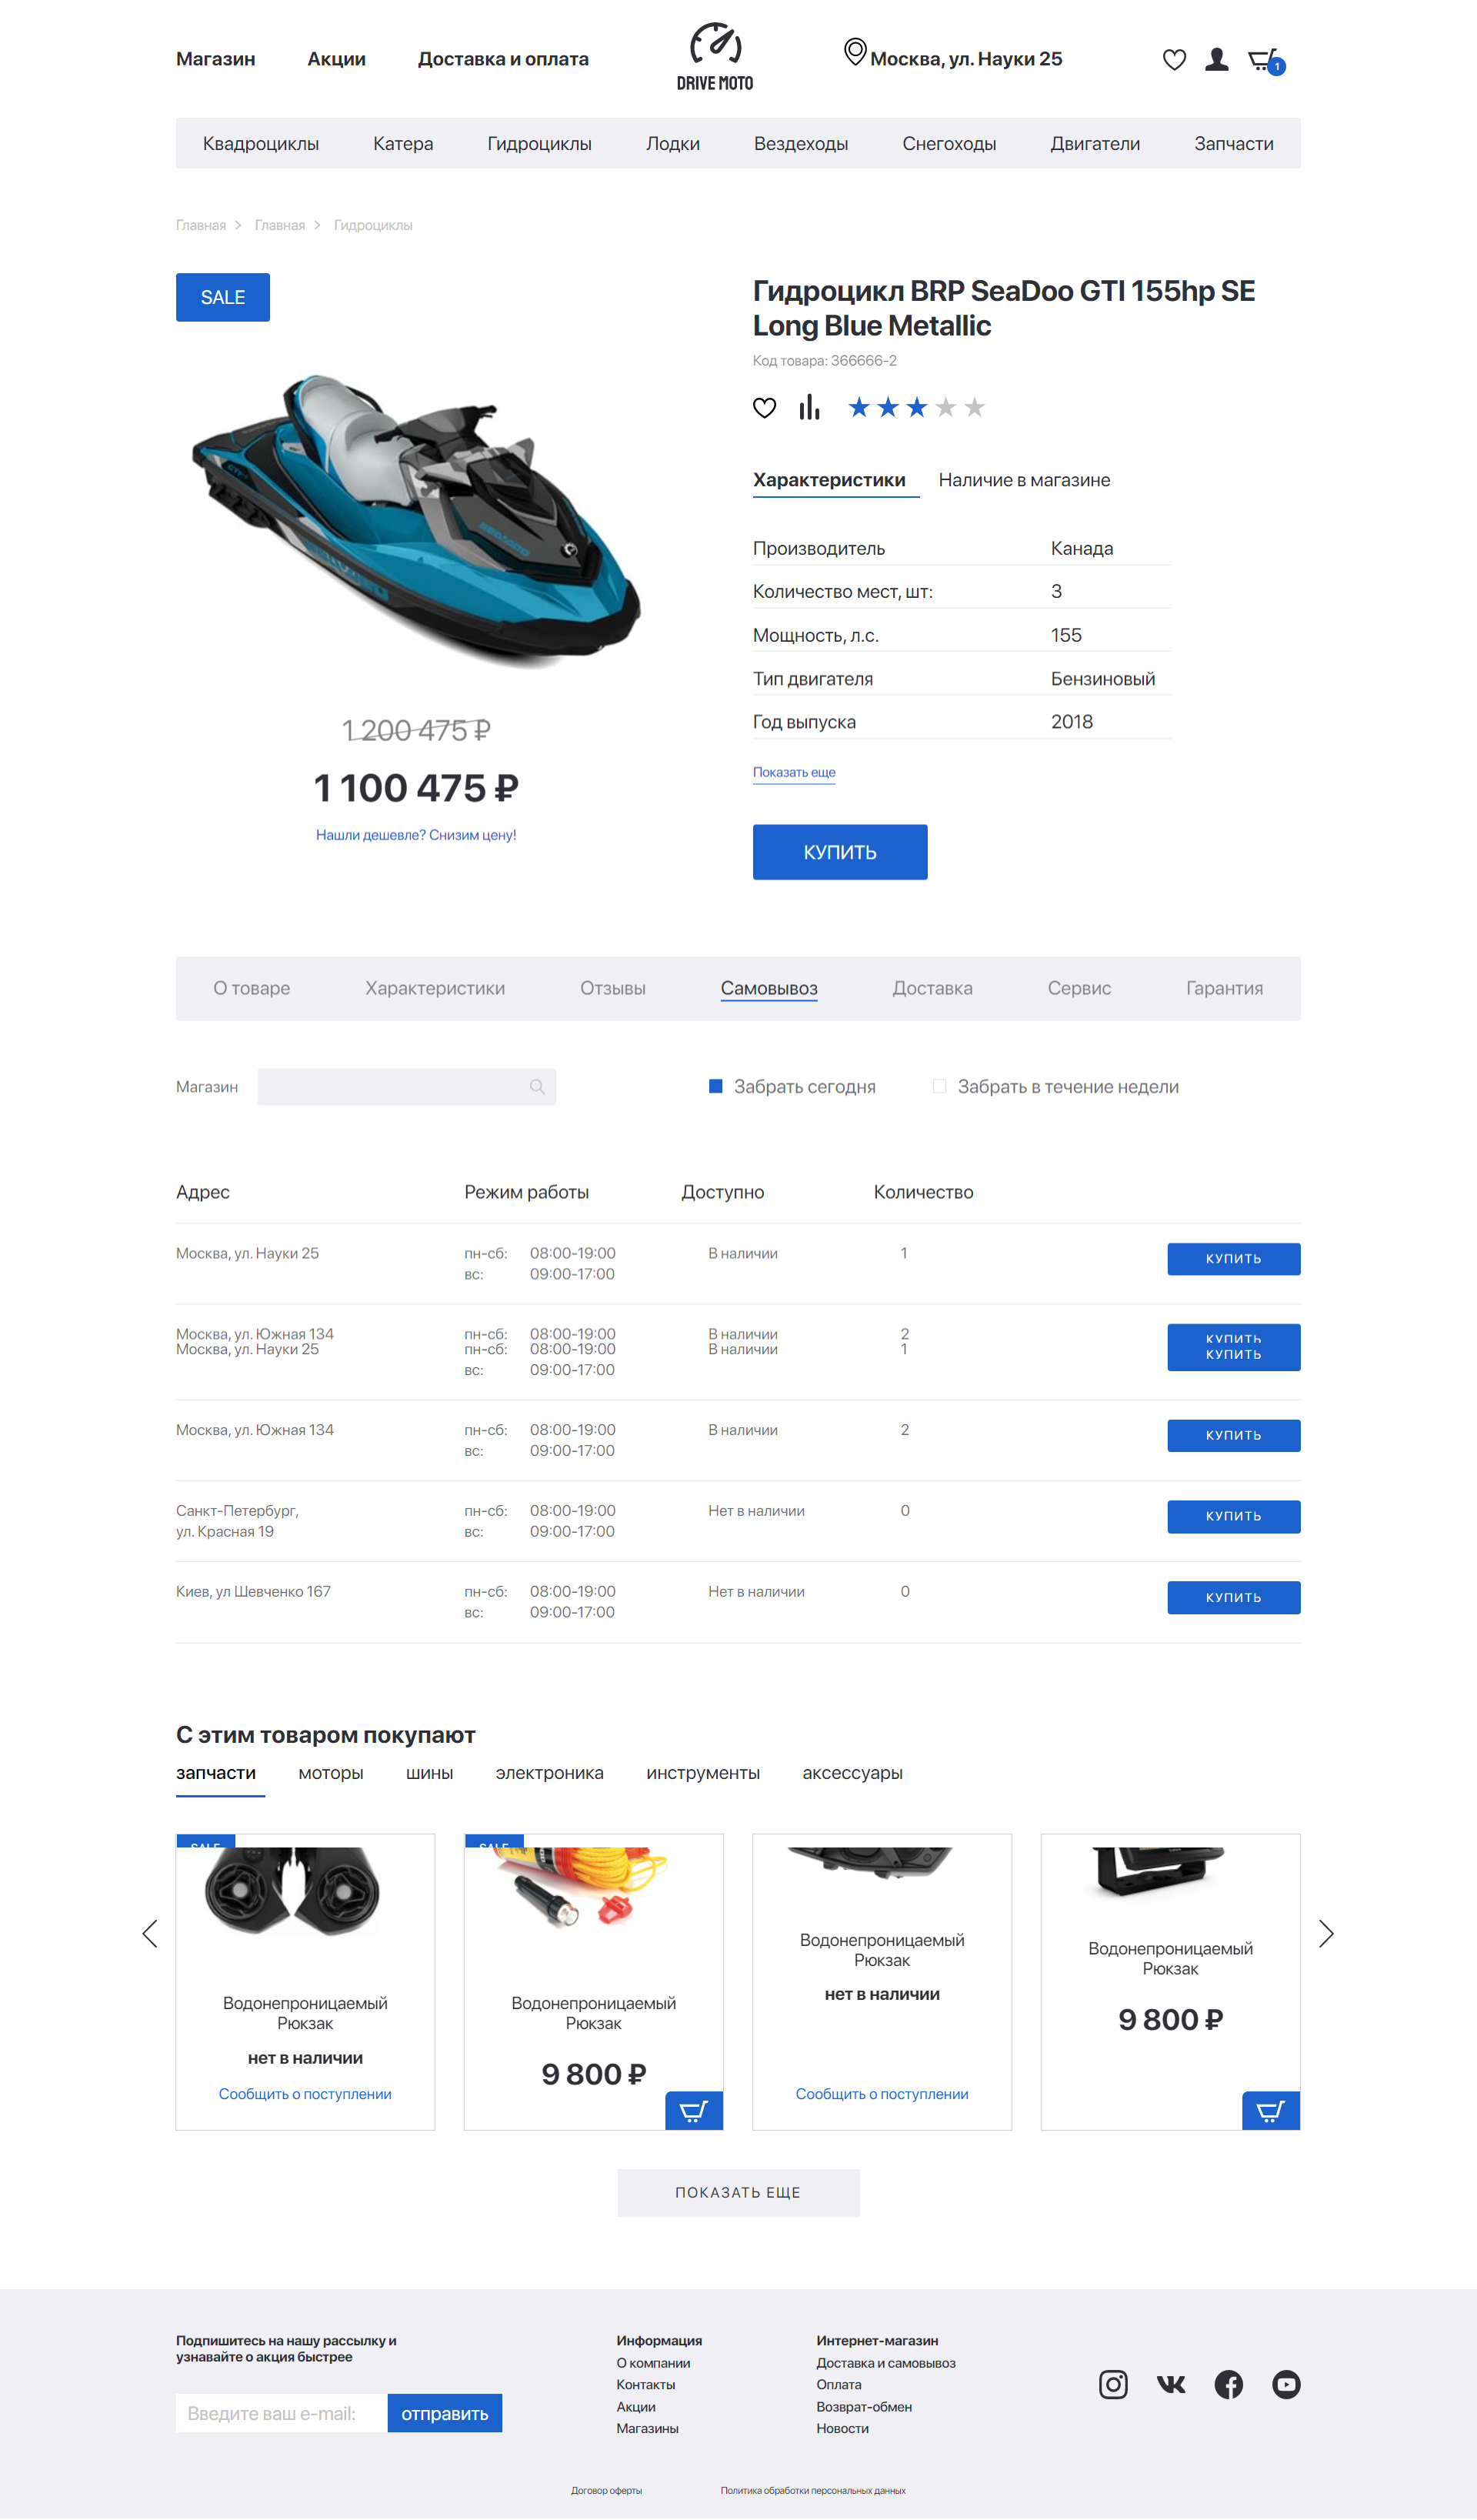 Магазин Акции Доставка и оплата DRIVE MOTO Москва, ул. Науки 25 1
Квадроциклы Катера Гидроциклы Лодки Вездеходы Снегоходы Двигатели Запчасти
Главная > Главная > Гидроциклы
SALE
Гидроцикл BRP SeaDoo GTI 155hp SE
Long Blue Metallic
Код товара: 366666-2
Характеристики Наличие в магазине
Производитель Канада
Количество мест, шт: 3
Мощность, л.с. 155
Тип двигателя Бензиновый
Год выпуска 2018
Показать еще
КУПИТЬ
1 200 475 ₽
1 100 475 ₽
Нашли дешевле? Снизим цену!
О товаре Характеристики Отзывы Самовывоз Доставка Сервис Гарантия
Магазин Забрать сегодня Забрать в течение недели
Адрес Режим работы Доступно Количество
Москва, ул. Науки 25 пн-сб: 08:00-19:00 В наличии 1 КУПИТЬ
вс: 09:00-17:00
Москва, ул. Южная 134 пн-сб: 08:00-19:00 В наличии 2 КУПИТЬ
Москва, ул. Науки 25 пн-сб: 08:00-19:00 В наличии 1 КУПИТЬ
вс: 09:00-17:00
Москва, ул. Южная 134 пн-сб: 08:00-19:00 В наличии 2 КУПИТЬ
вс: 09:00-17:00
Санкт-Петербург, пн-сб: 08:00-19:00 Нет в наличии 0 КУПИТЬ
ул. Красная 19 вс: 09:00-17:00
Киев, ул Шевченко 167 пн-сб: 08:00-19:00 Нет в наличии 0 КУПИТЬ
вс: 09:00-17:00
С этим товаром покупают
запчасти моторы шины электроника инструменты аксессуары
SALE
Водонепроницаемый
Рюкзак
нет в наличии
Сообщить о поступлении
SALE
Водонепроницаемый
Рюкзак
9 800 ₽
Водонепроницаемый
Рюкзак
нет в наличии
Сообщить о поступлении
Водонепроницаемый
Рюкзак
9 800 ₽
ПОКАЗАТЬ ЕЩЕ
Подпишитесь на нашу рассылку и
узнавайте о акция быстрее
Введите ваш e-mail: отправить
Информация
О компании
Контакты
Акции
Магазины
Интернет-магазин
Доставка и самовывоз
Оплата
Возврат-обмен
Новости
Договор оферты Политика обработки персональных данных